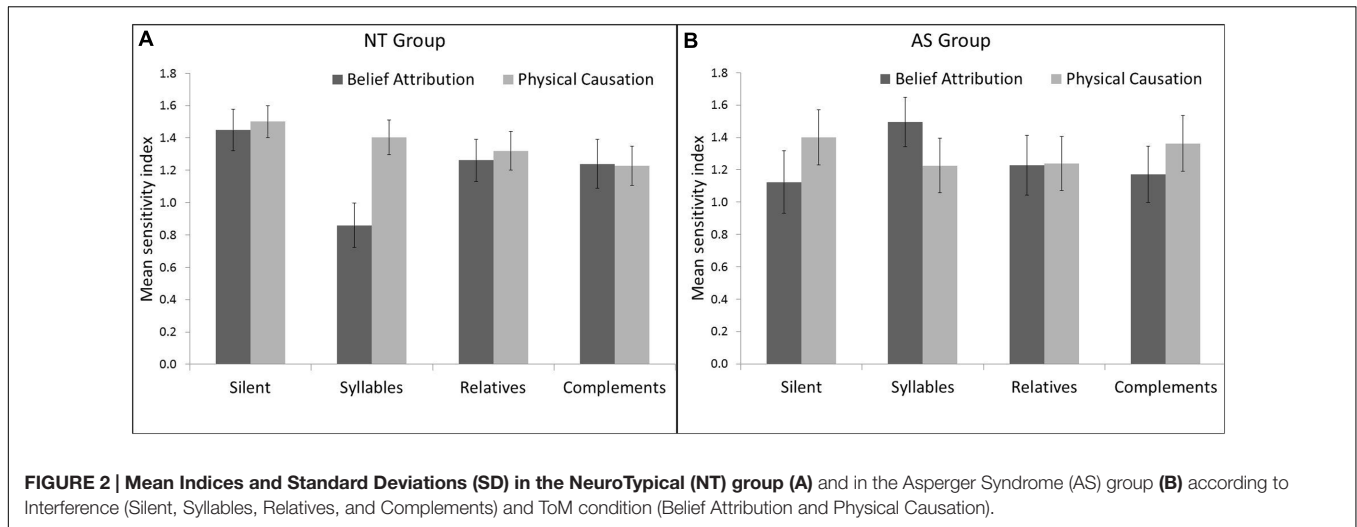 A
NT Group
Belief Attribution Physical Causation
Mean sensitivity index
1.8
1.6
1.4
1.2
1.0
0.8
0.6
0.4
0.2
0.0
Silent Syllables Relatives Complements
B
AS Group
Belief Attribution Physical Causation
Mean sensitivity index
1.8
1.6
1.4
1.2
1.0
0.8
0.6
0.4
0.2
0.0
Silent Syllables Relatives Complements
FIGURE 2 | Mean Indices and Standard Deviations (SD) in the NeuroTypical (NT) group (A) and in the Asperger Syndrome (AS) group (B) according to
Interference (Silent, Syllables, Relatives, and Complements) and ToM condition (Belief Attribution and Physical Causation).